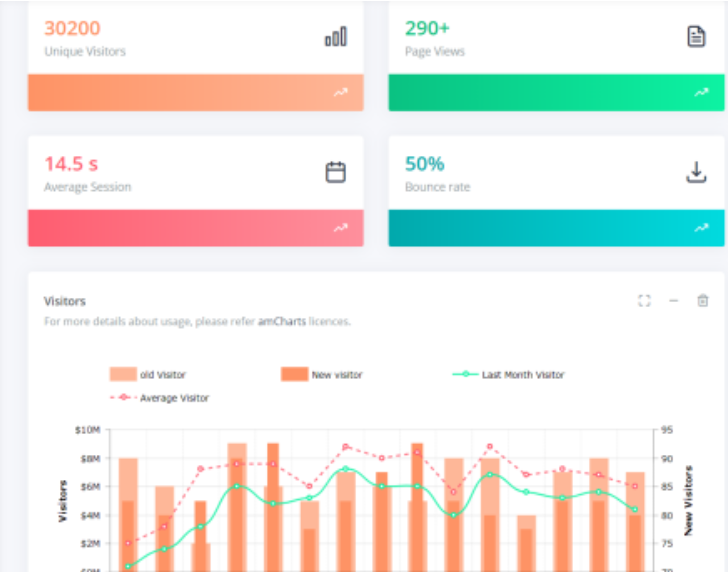 30200
Unique Visitors
290+
Page Views
14.5 s
Average Session
50%
Bounce rate
Visitors
For more details about usage, please refer amCharts licences.
old Visitor
New visitor
Last Month Visitor
Average Visitor
$10M
$8M
$6M
$4M
$2M
$0M
Visitors
95
90
85
80
75
70
New Visitors